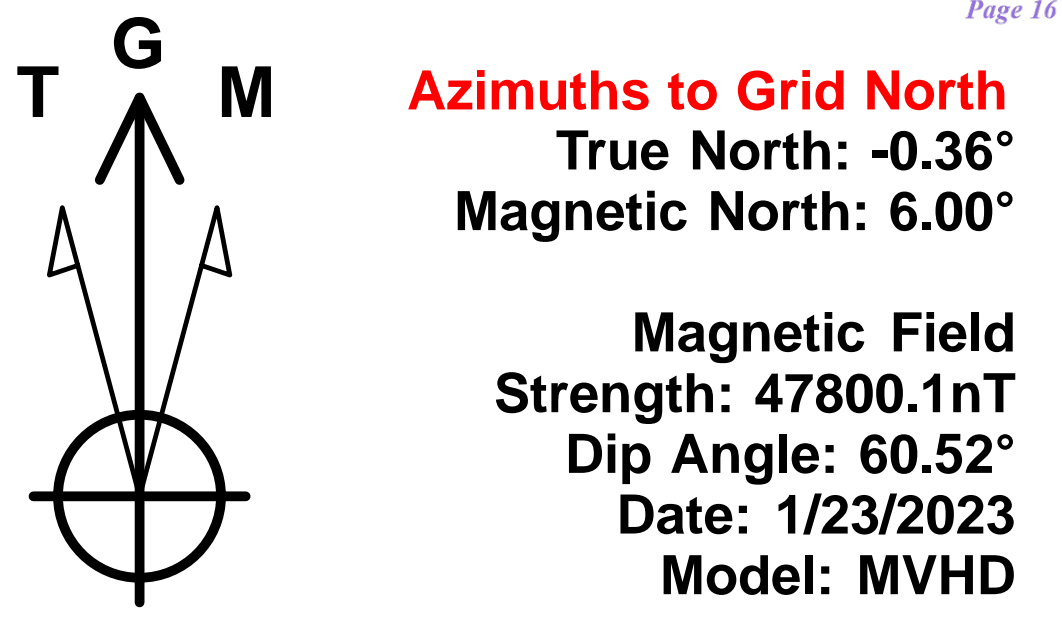 Page 16
G
T M
Azimuths to Grid North
True North: -0.36°
Magnetic North: 6.00°
Magnetic Field
Strength: 47800.1nT
Dip Angle: 60.52°
Date: 1/23/2023
Model: MVHD